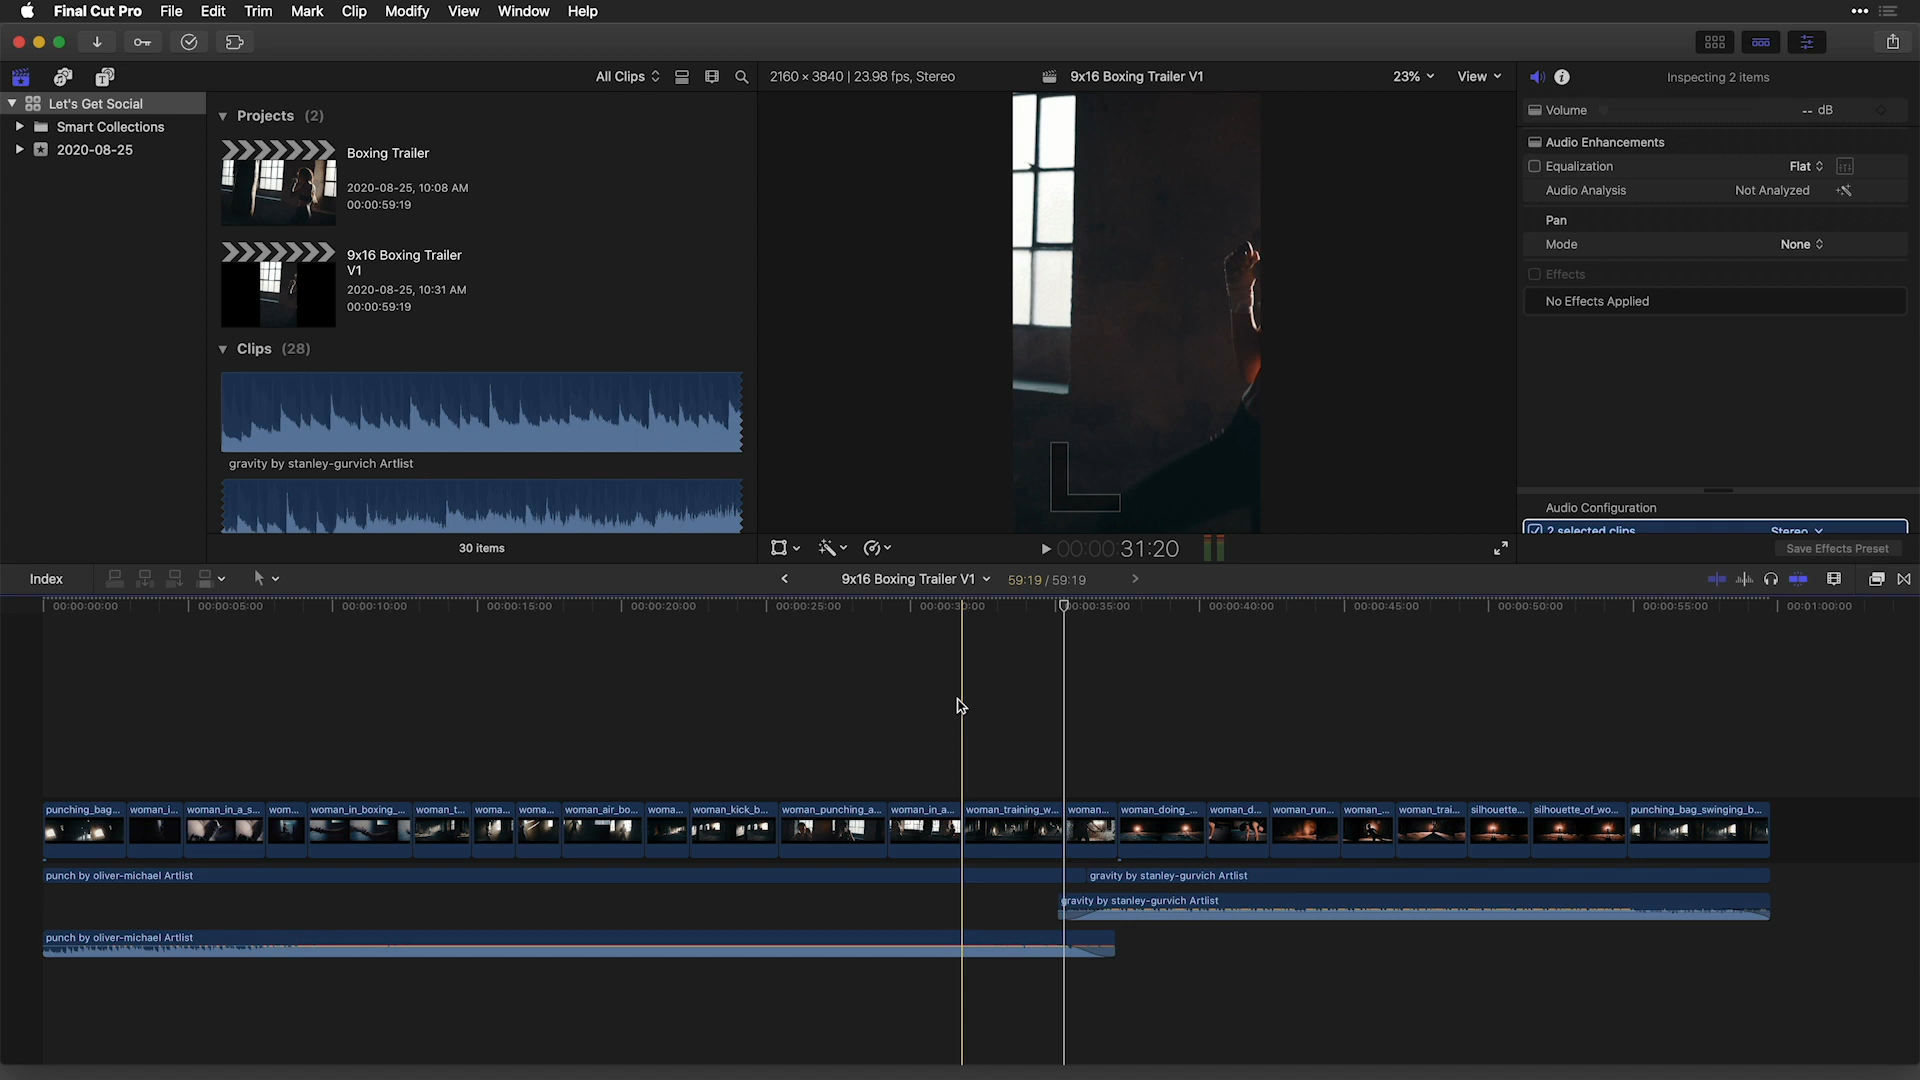 Final Cut Pro File Edit Trim Mark Clip Modify View Window Help
All Clips
2160 × 3840 | 23.98 fps, Stereo
9x16 Boxing Trailer V1
23%
View
Inspecting 2 items
Let's Get Social
Smart Collections
2020-08-25
Projects (2)
Boxing Trailer
2020-08-25, 10:08 AM
00:00:59:19
9x16 Boxing Trailer
V1
2020-08-25, 10:31 AM
00:00:59:19
Clips (28)
gravity by stanley-gurvich Artlist
30 items
Volume -- dB
Audio Enhancements
Equalization Flat
Audio Analysis Not Analyzed
Pan
Mode None
Effects
No Effects Applied
Audio Configuration
2 selected clips Stereo
Save Effects Preset
00:00:31:20
Index
9x16 Boxing Trailer V1 59:19 / 59:19
00:00:00:00 00:00:05:00 00:00:10:00 00:00:15:00 00:00:20:00 00:00:25:00 00:00:30:00 00:00:35:00 00:00:40:00 00:00:45:00 00:00:50:00 00:00:55:00 00:01:00:00
punching_bag... woman_i... woman_in_a_s... wom... woman_in_boxing_... woman_t... woma... woma... woman_air_bo... woma... woman_kick_b... woman_punching_a... woman_in_a... woman_training_w... woman... woman_doing_... woman_d... woman_run... woman_... woman_trai... silhouette... silhouette_of_wo... punching_bag_swinging_b...
punch by oliver-michael Artlist
gravity by stanley-gurvich Artlist
gravity by stanley-gurvich Artlist
punch by oliver-michael Artlist